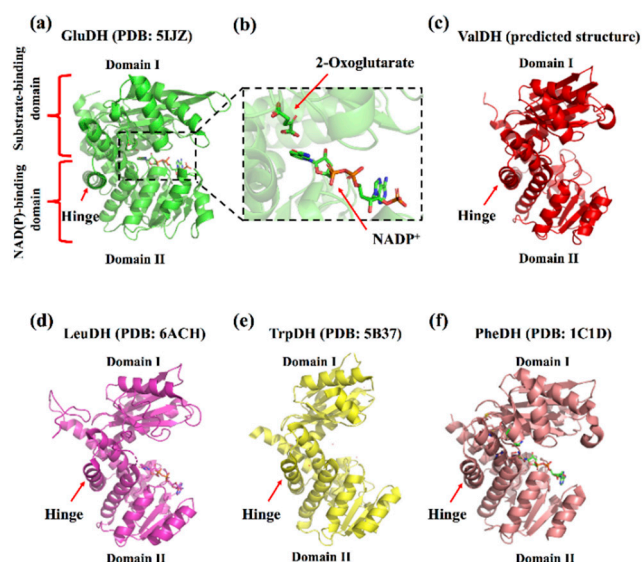 (a)
GluDH (PDB: 5IJZ)
Domain I
Substrate-binding
domain
NAD(P)-binding
domain
Hinge
Domain II
(b)
2-Oxoglutarate
NADP⁺
(c)
ValDH (predicted structure)
Domain I
Hinge
Domain II
(d)
LeuDH (PDB: 6ACH)
Domain I
Hinge
Domain II
(e)
TrpDH (PDB: 5B37)
Domain I
Hinge
Domain II
(f)
PheDH (PDB: 1C1D)
Domain I
Hinge
Domain II